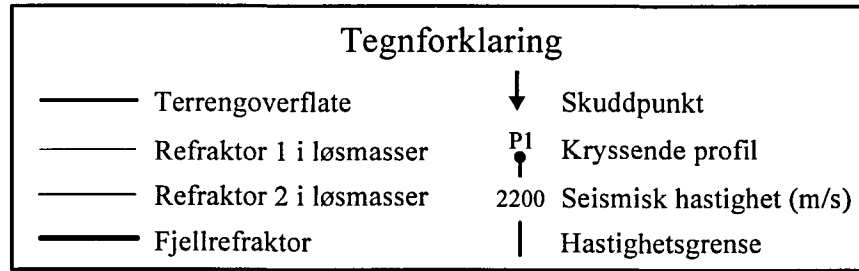 Tegnforklaring
Terrengoverflate
Refraktor 1 i løsmasser
Refraktor 2 i løsmasser
Fjellrefraktor
Skuddpunkt
P1 Kryssende profil
2200 Seismisk hastighet (m/s)
Hastighetsgrense